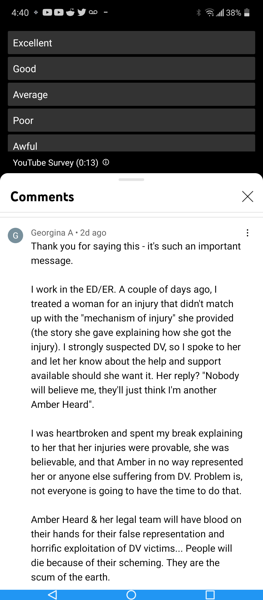 4:40
38%
Excellent
Good
Average
Poor
Awful
YouTube Survey (0:13)
Comments
G
Georgina A • 2d ago
Thank you for saying this - it's such an important
message.
I work in the ED/ER. A couple of days ago, I
treated a woman for an injury that didn't match
up with the "mechanism of injury" she provided
(the story she gave explaining how she got the
injury). I strongly suspected DV, so I spoke to her
and let her know about the help and support
available should she want it. Her reply? "Nobody
will believe me, they'll just think I'm another
Amber Heard".
I was heartbroken and spent my break explaining
to her that her injuries were provable, she was
believable, and that Amber in no way represented
her or anyone else suffering from DV. Problem is,
not everyone is going to have the time to do that.
Amber Heard & her legal team will have blood on
their hands for their false representation and
horrific exploitation of DV victims... People will
die because of their scheming. They are the
scum of the earth.